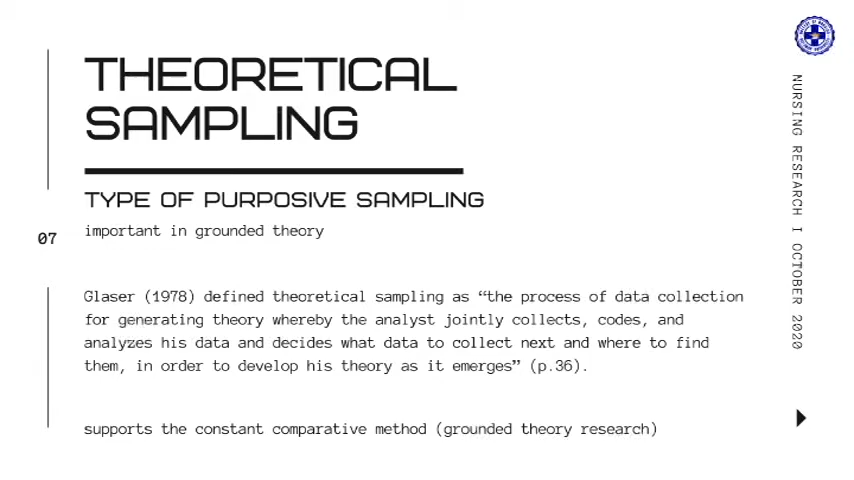 THEORETICAL
SAMPLING
TYPE OF PURPOSIVE SAMPLING
07
important in grounded theory
Glaser (1978) defined theoretical sampling as “the process of data collection
for generating theory whereby the analyst jointly collects, codes, and
analyzes his data and decides what data to collect next and where to find
them, in order to develop his theory as it emerges” (p.36).
supports the constant comparative method (grounded theory research)
NURSING RESEARCH I OCTOBER 2020